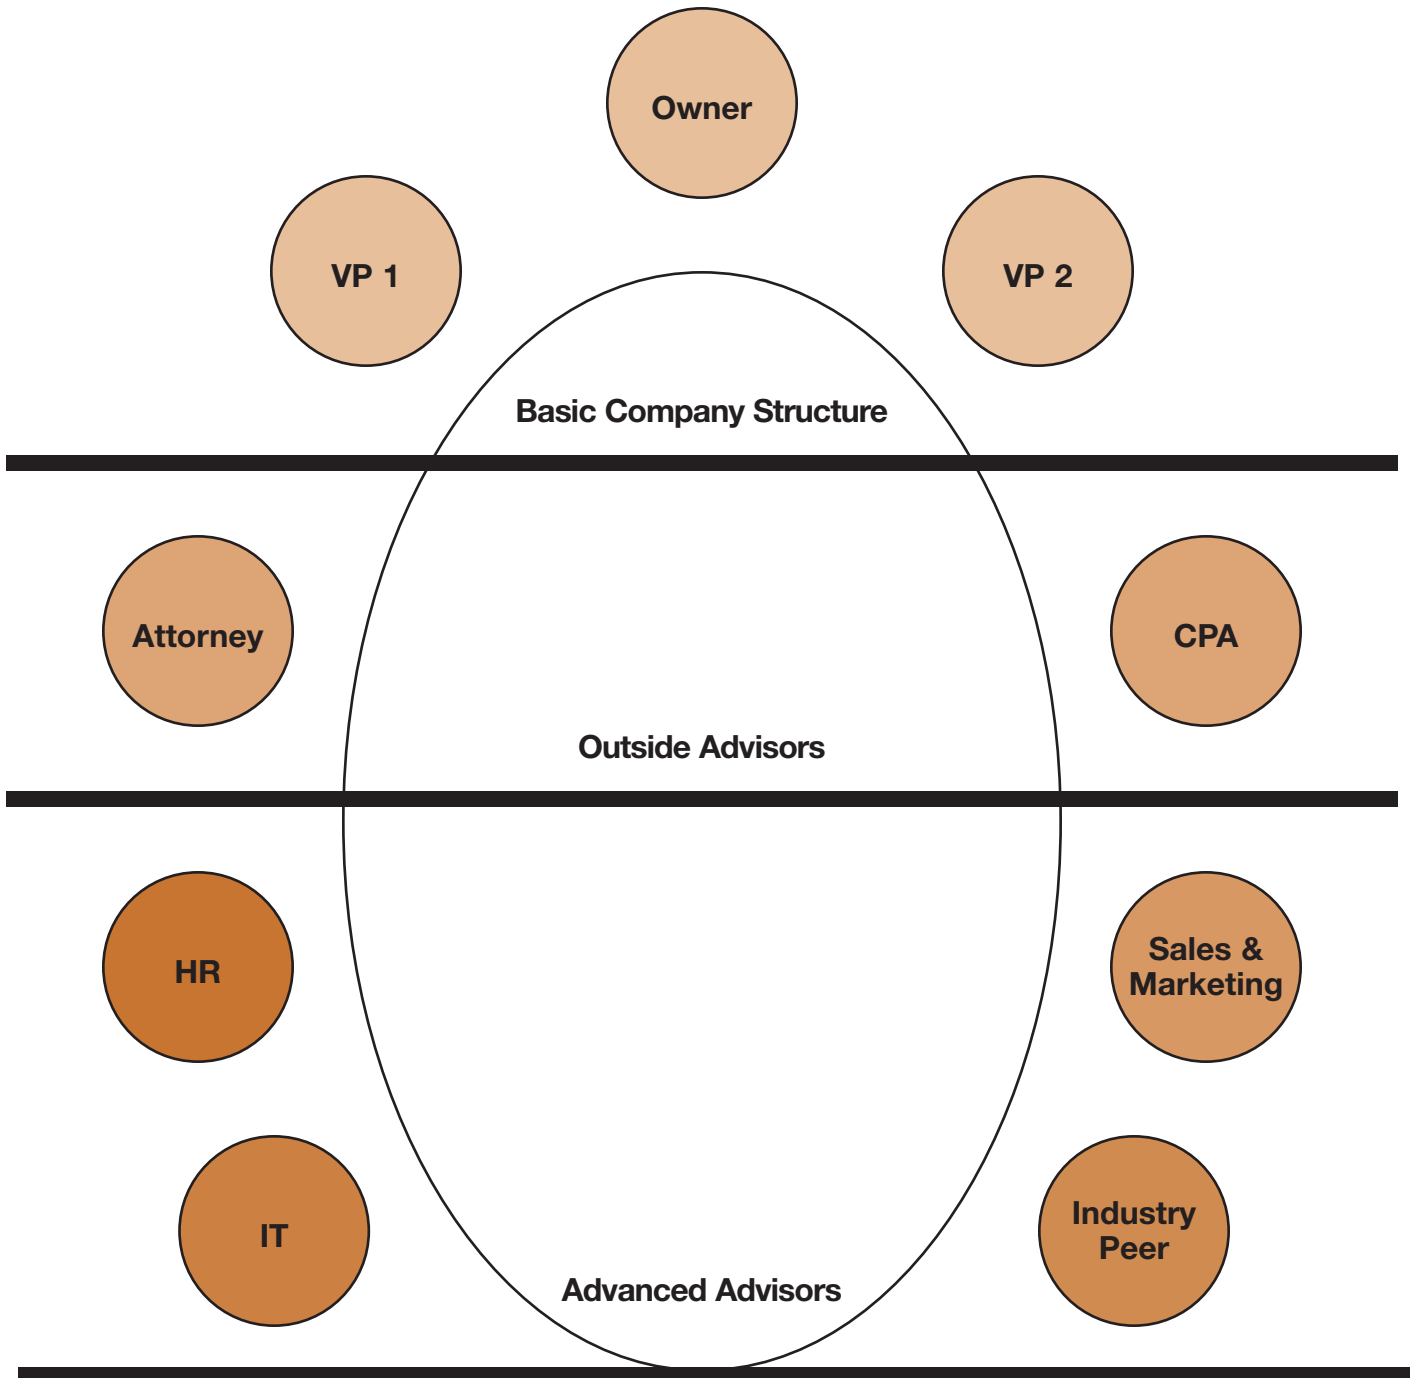 Owner
VP 1
VP 2
Basic Company Structure
Attorney
CPA
Outside Advisors
HR
Sales &
Marketing
IT
Industry
Peer
Advanced Advisors